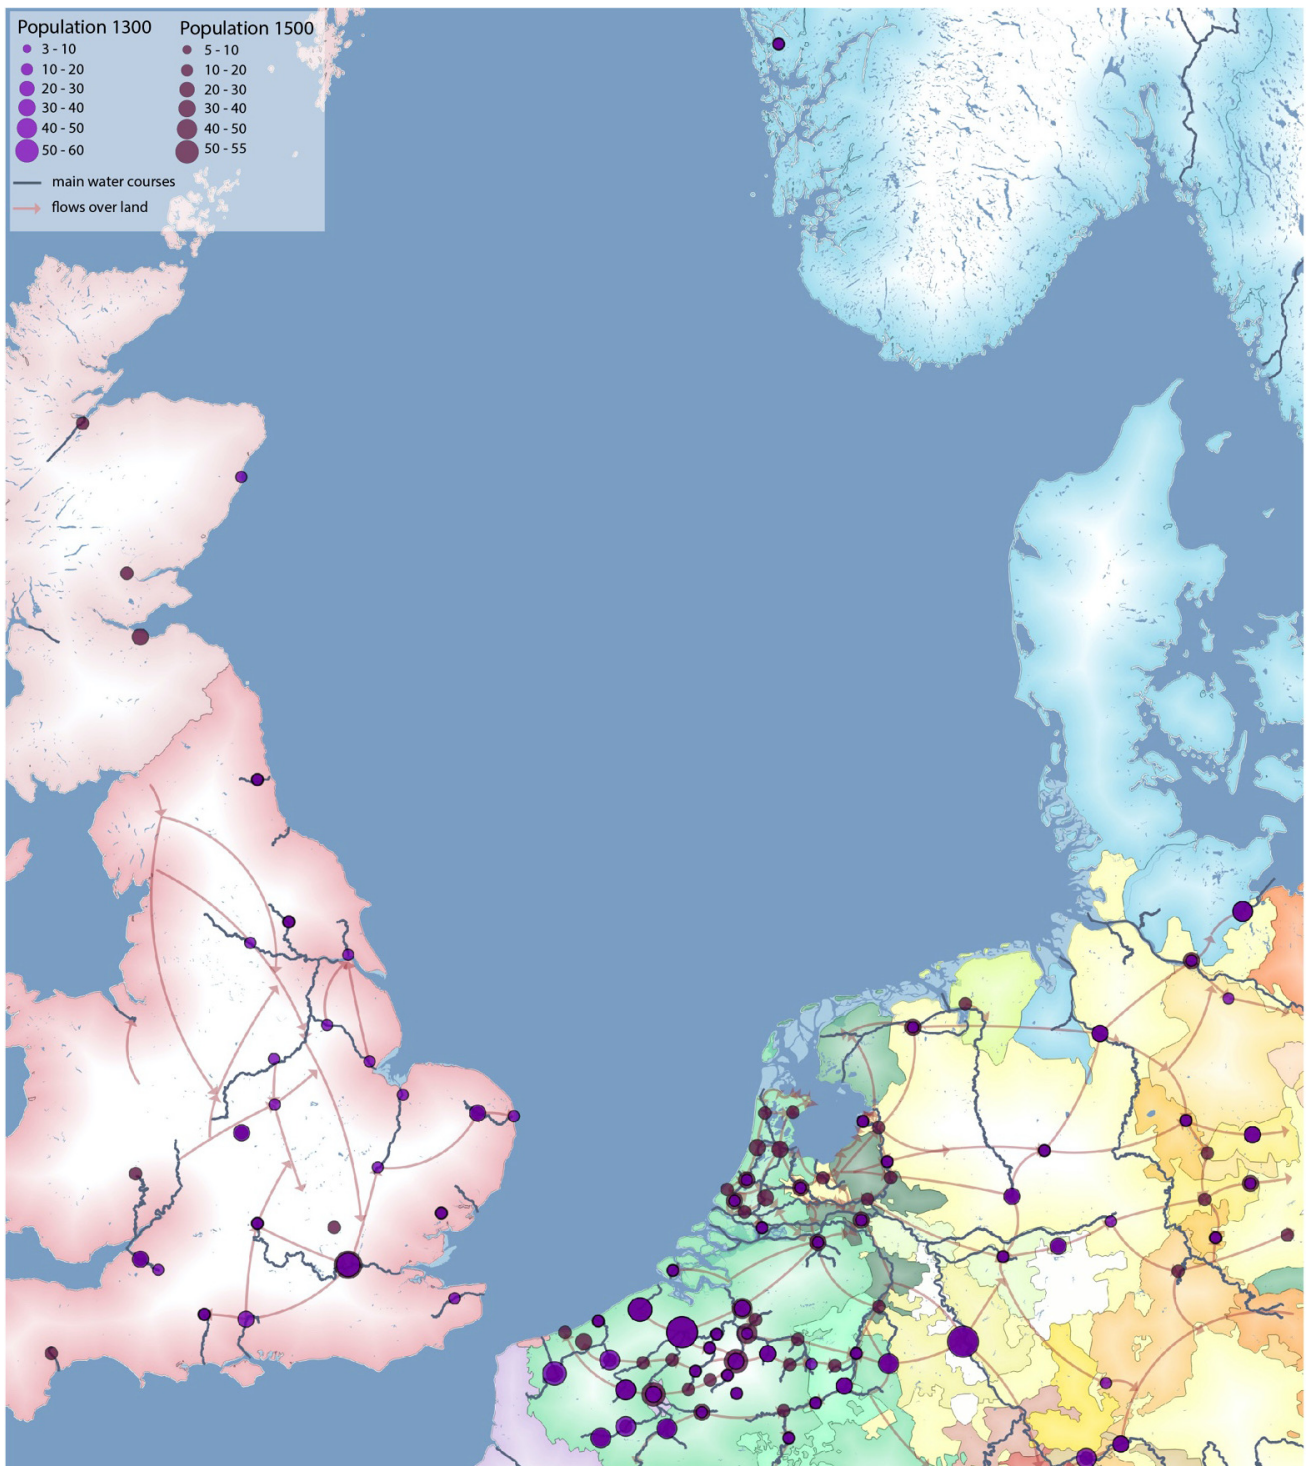 Population 1300
3 - 10
10 - 20
20 - 30
30 - 40
40 - 50
50 - 60
Population 1500
5 - 10
10 - 20
20 - 30
30 - 40
40 - 50
50 - 55
main water courses
flows over land